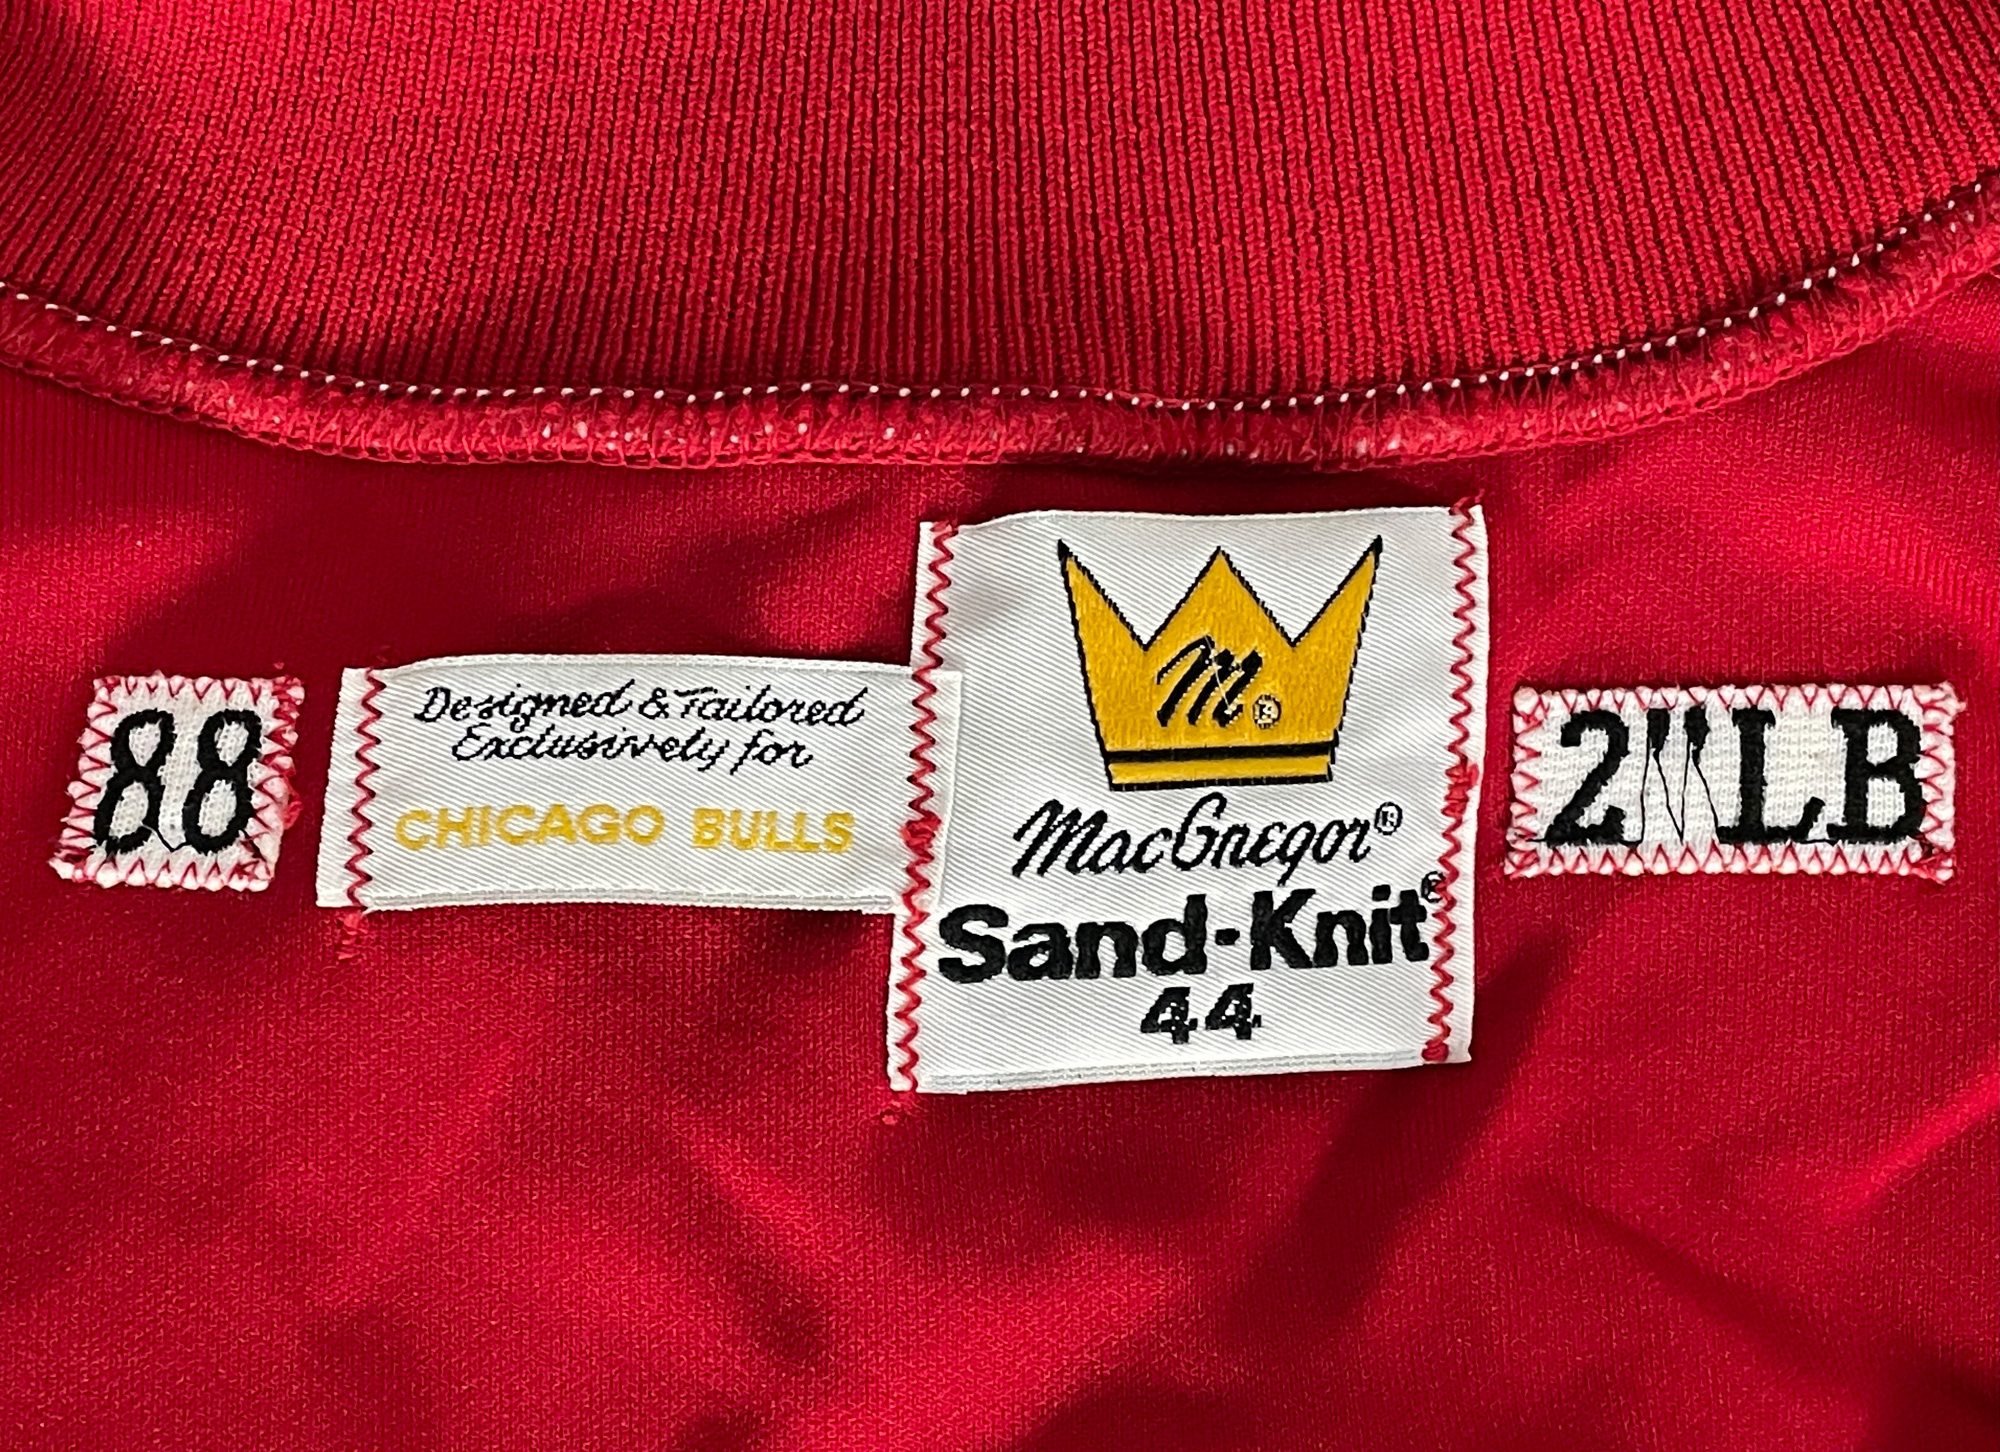 88
Designed & Tailored
Exclusively for
CHICAGO BULLS
M®
MacGregor®
Sand-Knit®
44
2"LB